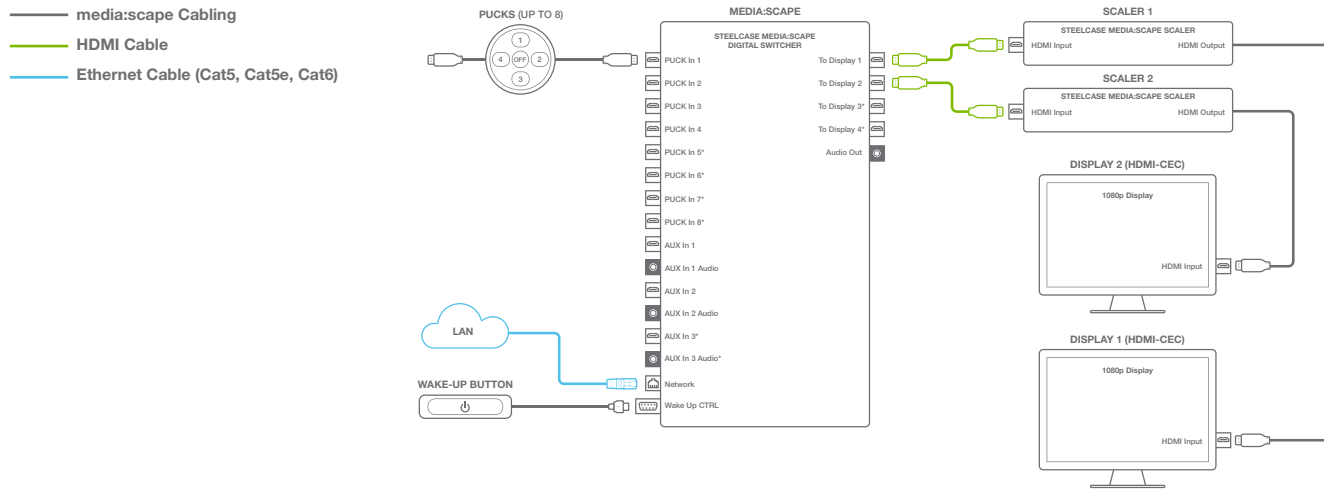 media:scape Cabling
HDMI Cable
Ethernet Cable (Cat5, Cat5e, Cat6)
PUCKS (UP TO 8)
1
4 OFF 2
3
MEDIA:SCAPE
STEELCASE MEDIA:SCAPE
DIGITAL SWITCHER
PUCK In 1
PUCK In 2
PUCK In 3
PUCK In 4
PUCK In 5*
PUCK In 6*
PUCK In 7*
PUCK In 8*
AUX In 1
AUX In 1 Audio
AUX In 2
AUX In 2 Audio
AUX In 3*
AUX In 3 Audio*
Network
Wake Up CTRL
To Display 1
To Display 2
To Display 3*
To Display 4*
Audio Out
LAN
WAKE-UP BUTTON
SCALER 1
STEELCASE MEDIA:SCAPE SCALER
HDMI Input HDMI Output
SCALER 2
STEELCASE MEDIA:SCAPE SCALER
HDMI Input HDMI Output
DISPLAY 2 (HDMI-CEC)
1080p Display
HDMI Input
DISPLAY 1 (HDMI-CEC)
1080p Display
HDMI Input